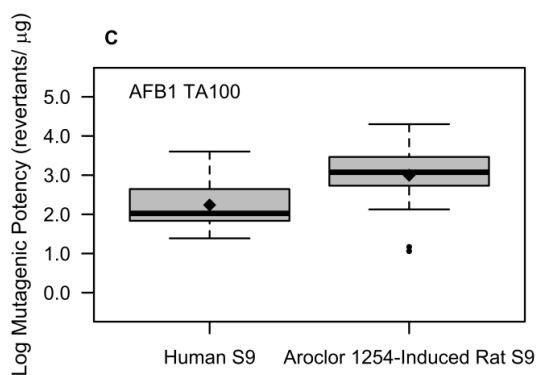 C
AFB1 TA100
Log Mutagenic Potency (revertants/ μg)
5.0
4.0
3.0
2.0
1.0
0.0
Human S9
Aroclor 1254-Induced Rat S9